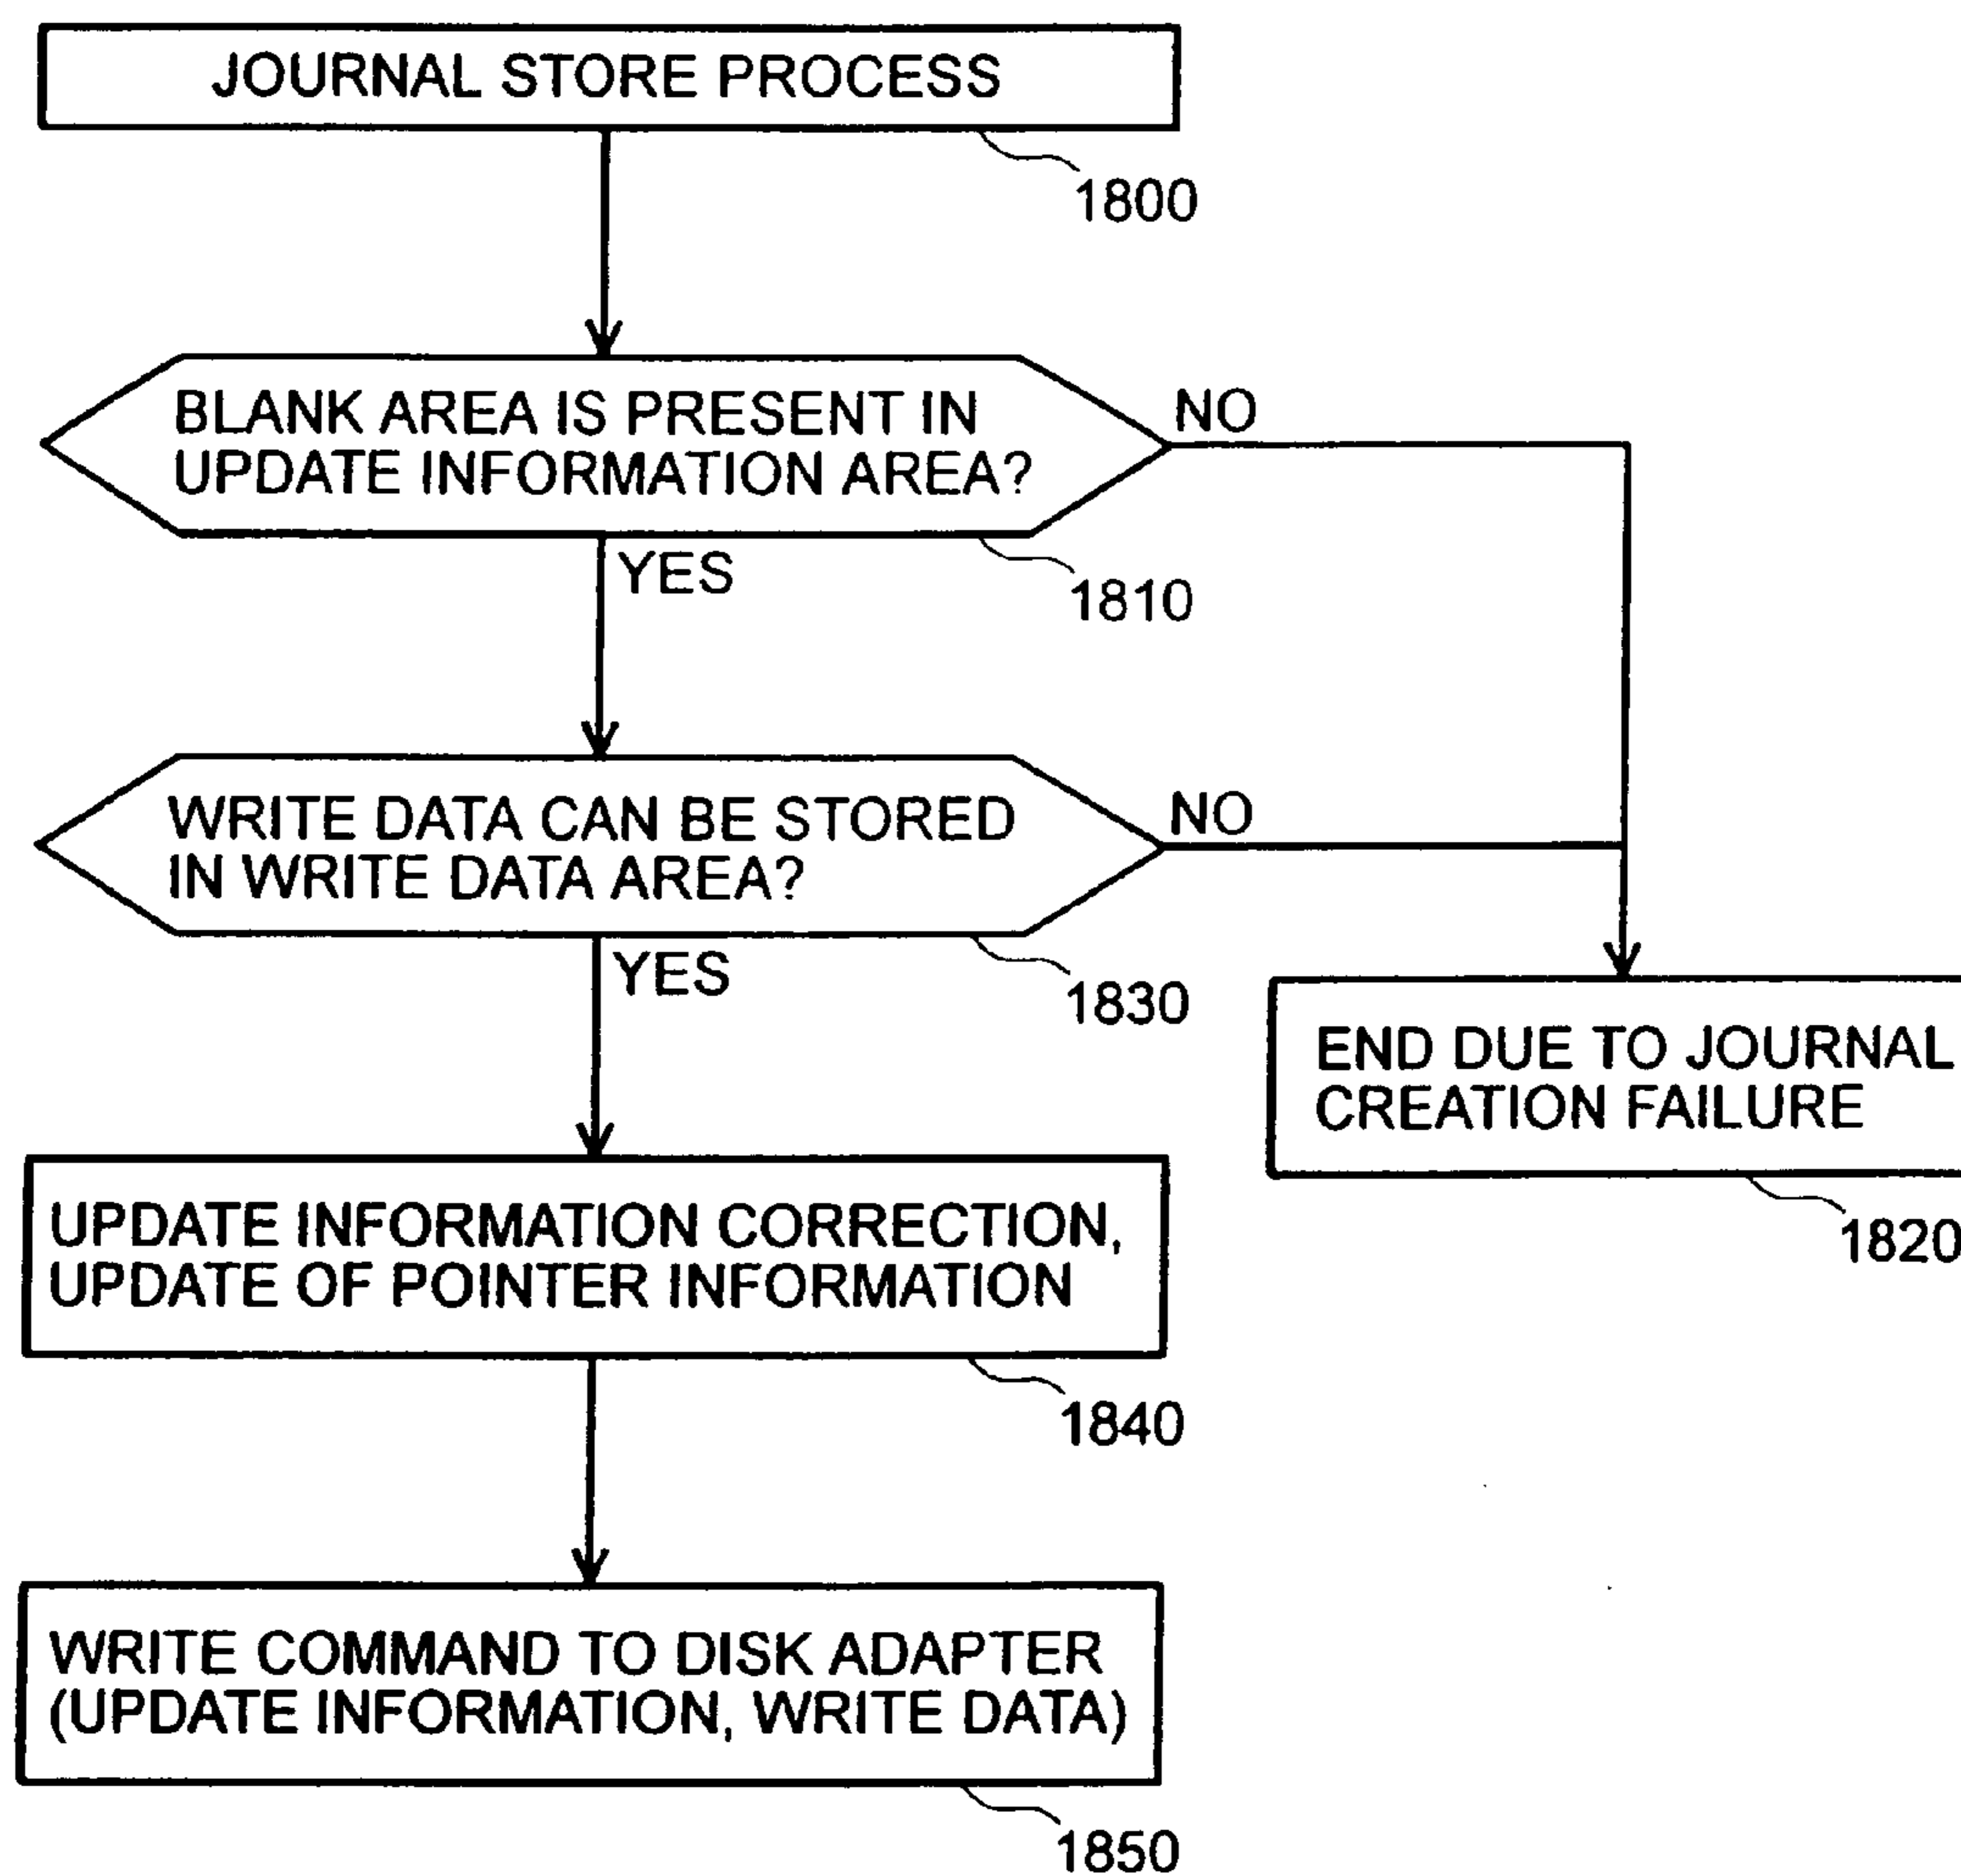 JOURNAL STORE PROCESS
1800
BLANK AREA IS PRESENT IN
UPDATE INFORMATION AREA?
NO
YES
1810
WRITE DATA CAN BE STORED
IN WRITE DATA AREA?
NO
YES
1830
END DUE TO JOURNAL
CREATION FAILURE
1820
UPDATE INFORMATION CORRECTION,
UPDATE OF POINTER INFORMATION
1840
WRITE COMMAND TO DISK ADAPTER
(UPDATE INFORMATION, WRITE DATA)
1850